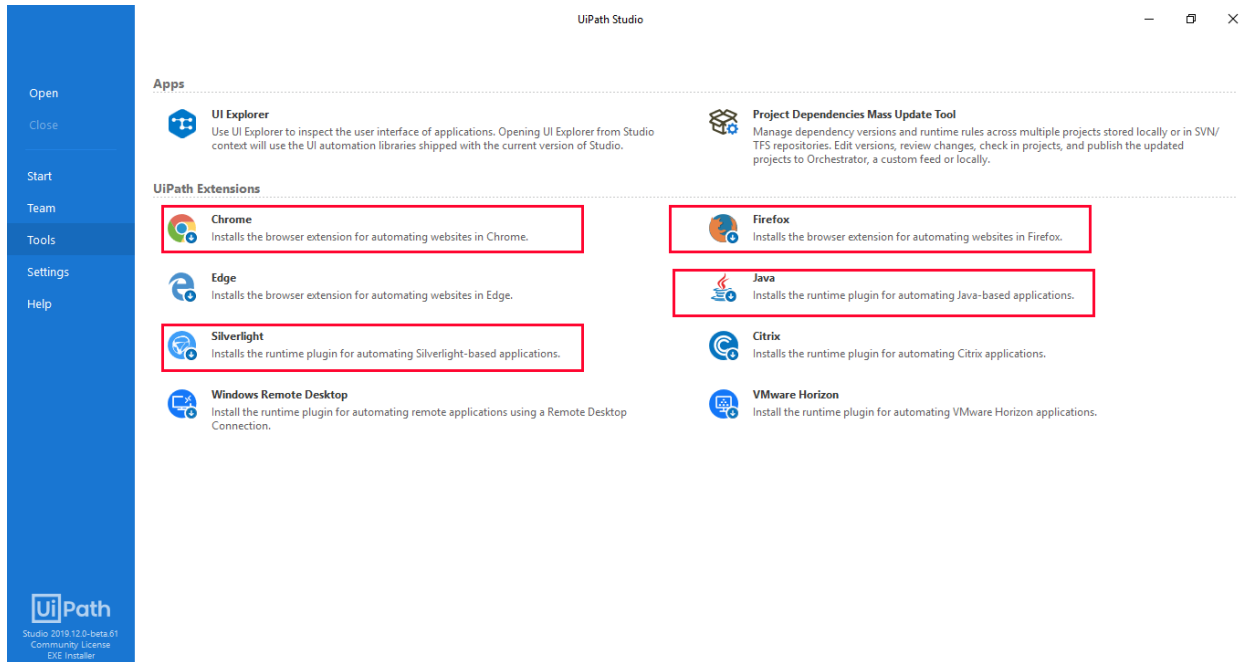 UiPath Studio
Open
Close
Start
Team
Tools
Settings
Help
Apps
UI Explorer
Use UI Explorer to inspect the user interface of applications. Opening UI Explorer from Studio
context will use the UI automation libraries shipped with the current version of Studio.
Project Dependencies Mass Update Tool
Manage dependency versions and runtime rules across multiple projects stored locally or in SVN/
TFS repositories. Edit versions, review changes, check in projects, and publish the updated
projects to Orchestrator, a custom feed or locally.
UiPath Extensions
Chrome
Installs the browser extension for automating websites in Chrome.
Firefox
Installs the browser extension for automating websites in Firefox.
Edge
Installs the browser extension for automating websites in Edge.
Java
Installs the runtime plugin for automating Java-based applications.
Silverlight
Installs the runtime plugin for automating Silverlight-based applications.
Citrix
Installs the runtime plugin for automating Citrix applications.
Windows Remote Desktop
Install the runtime plugin for automating remote applications using a Remote Desktop
Connection.
VMware Horizon
Install the runtime plugin for automating VMware Horizon applications.
UiPath
Studio 2019.12.0-beta.61
Community License
EXE Installer